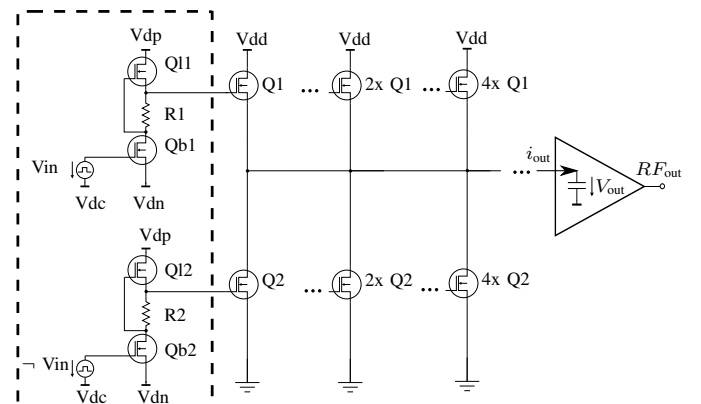 Vdp Vdd Vdd Vdd
Ql1
Q1 ... 2x Q1 ... 4x Q1
R1
Qb1
Vin
Vdc Vdn
... i_out V_out RF_out
Vdp
Ql2
Q2 ... 2x Q2 ... 4x Q2
R2
Qb2
¬ Vin
Vdc Vdn